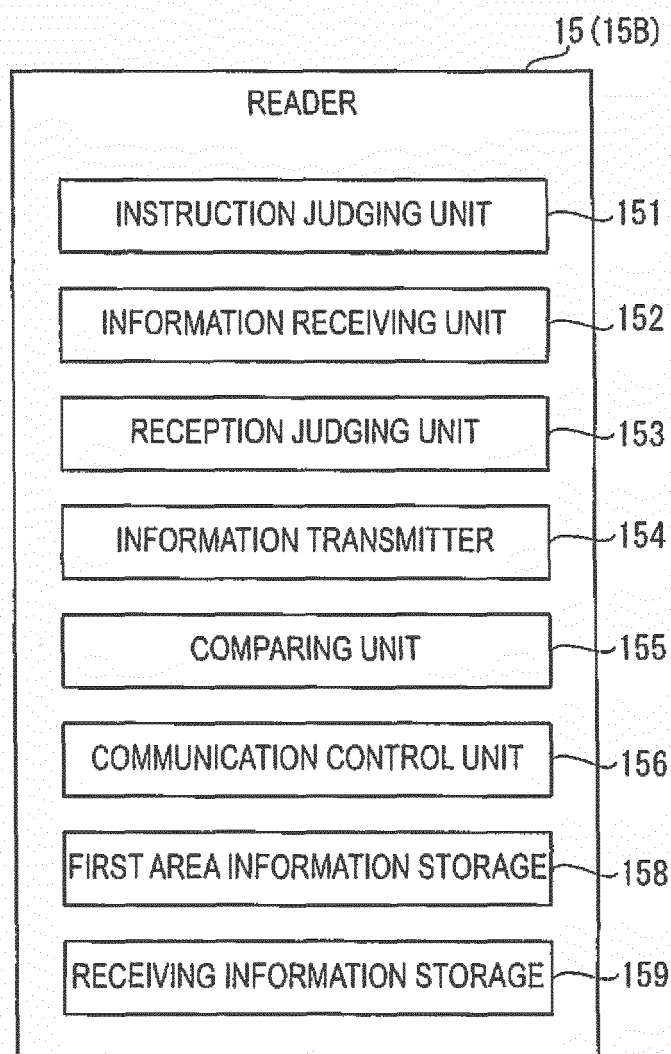 15 (15B)
READER
INSTRUCTION JUDGING UNIT 151
INFORMATION RECEIVING UNIT 152
RECEPTION JUDGING UNIT 153
INFORMATION TRANSMITTER 154
COMPARING UNIT 155
COMMUNICATION CONTROL UNIT 156
FIRST AREA INFORMATION STORAGE 158
RECEIVING INFORMATION STORAGE 159